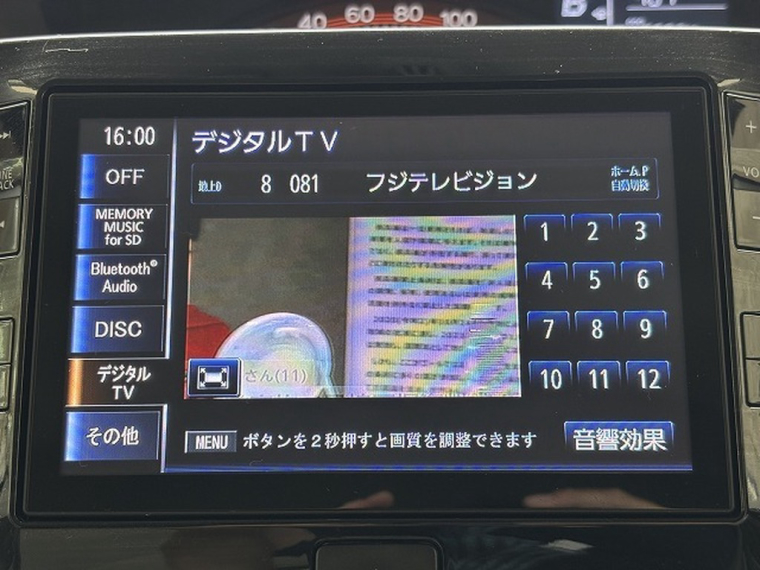 40 60 80 100
B
16:00
デジタルTV
OFF
地上D 8 081 フジテレビジョン
ホームP
自動切換
MEMORY
MUSIC
for SD
Bluetooth
Audio
DISC
デジタル
TV
その他
1 2 3
4 5 6
7 8 9
10 11 12
さん(11)
MENU ボタンを2秒押すと画質を調整できます
音響効果
+
VO
−